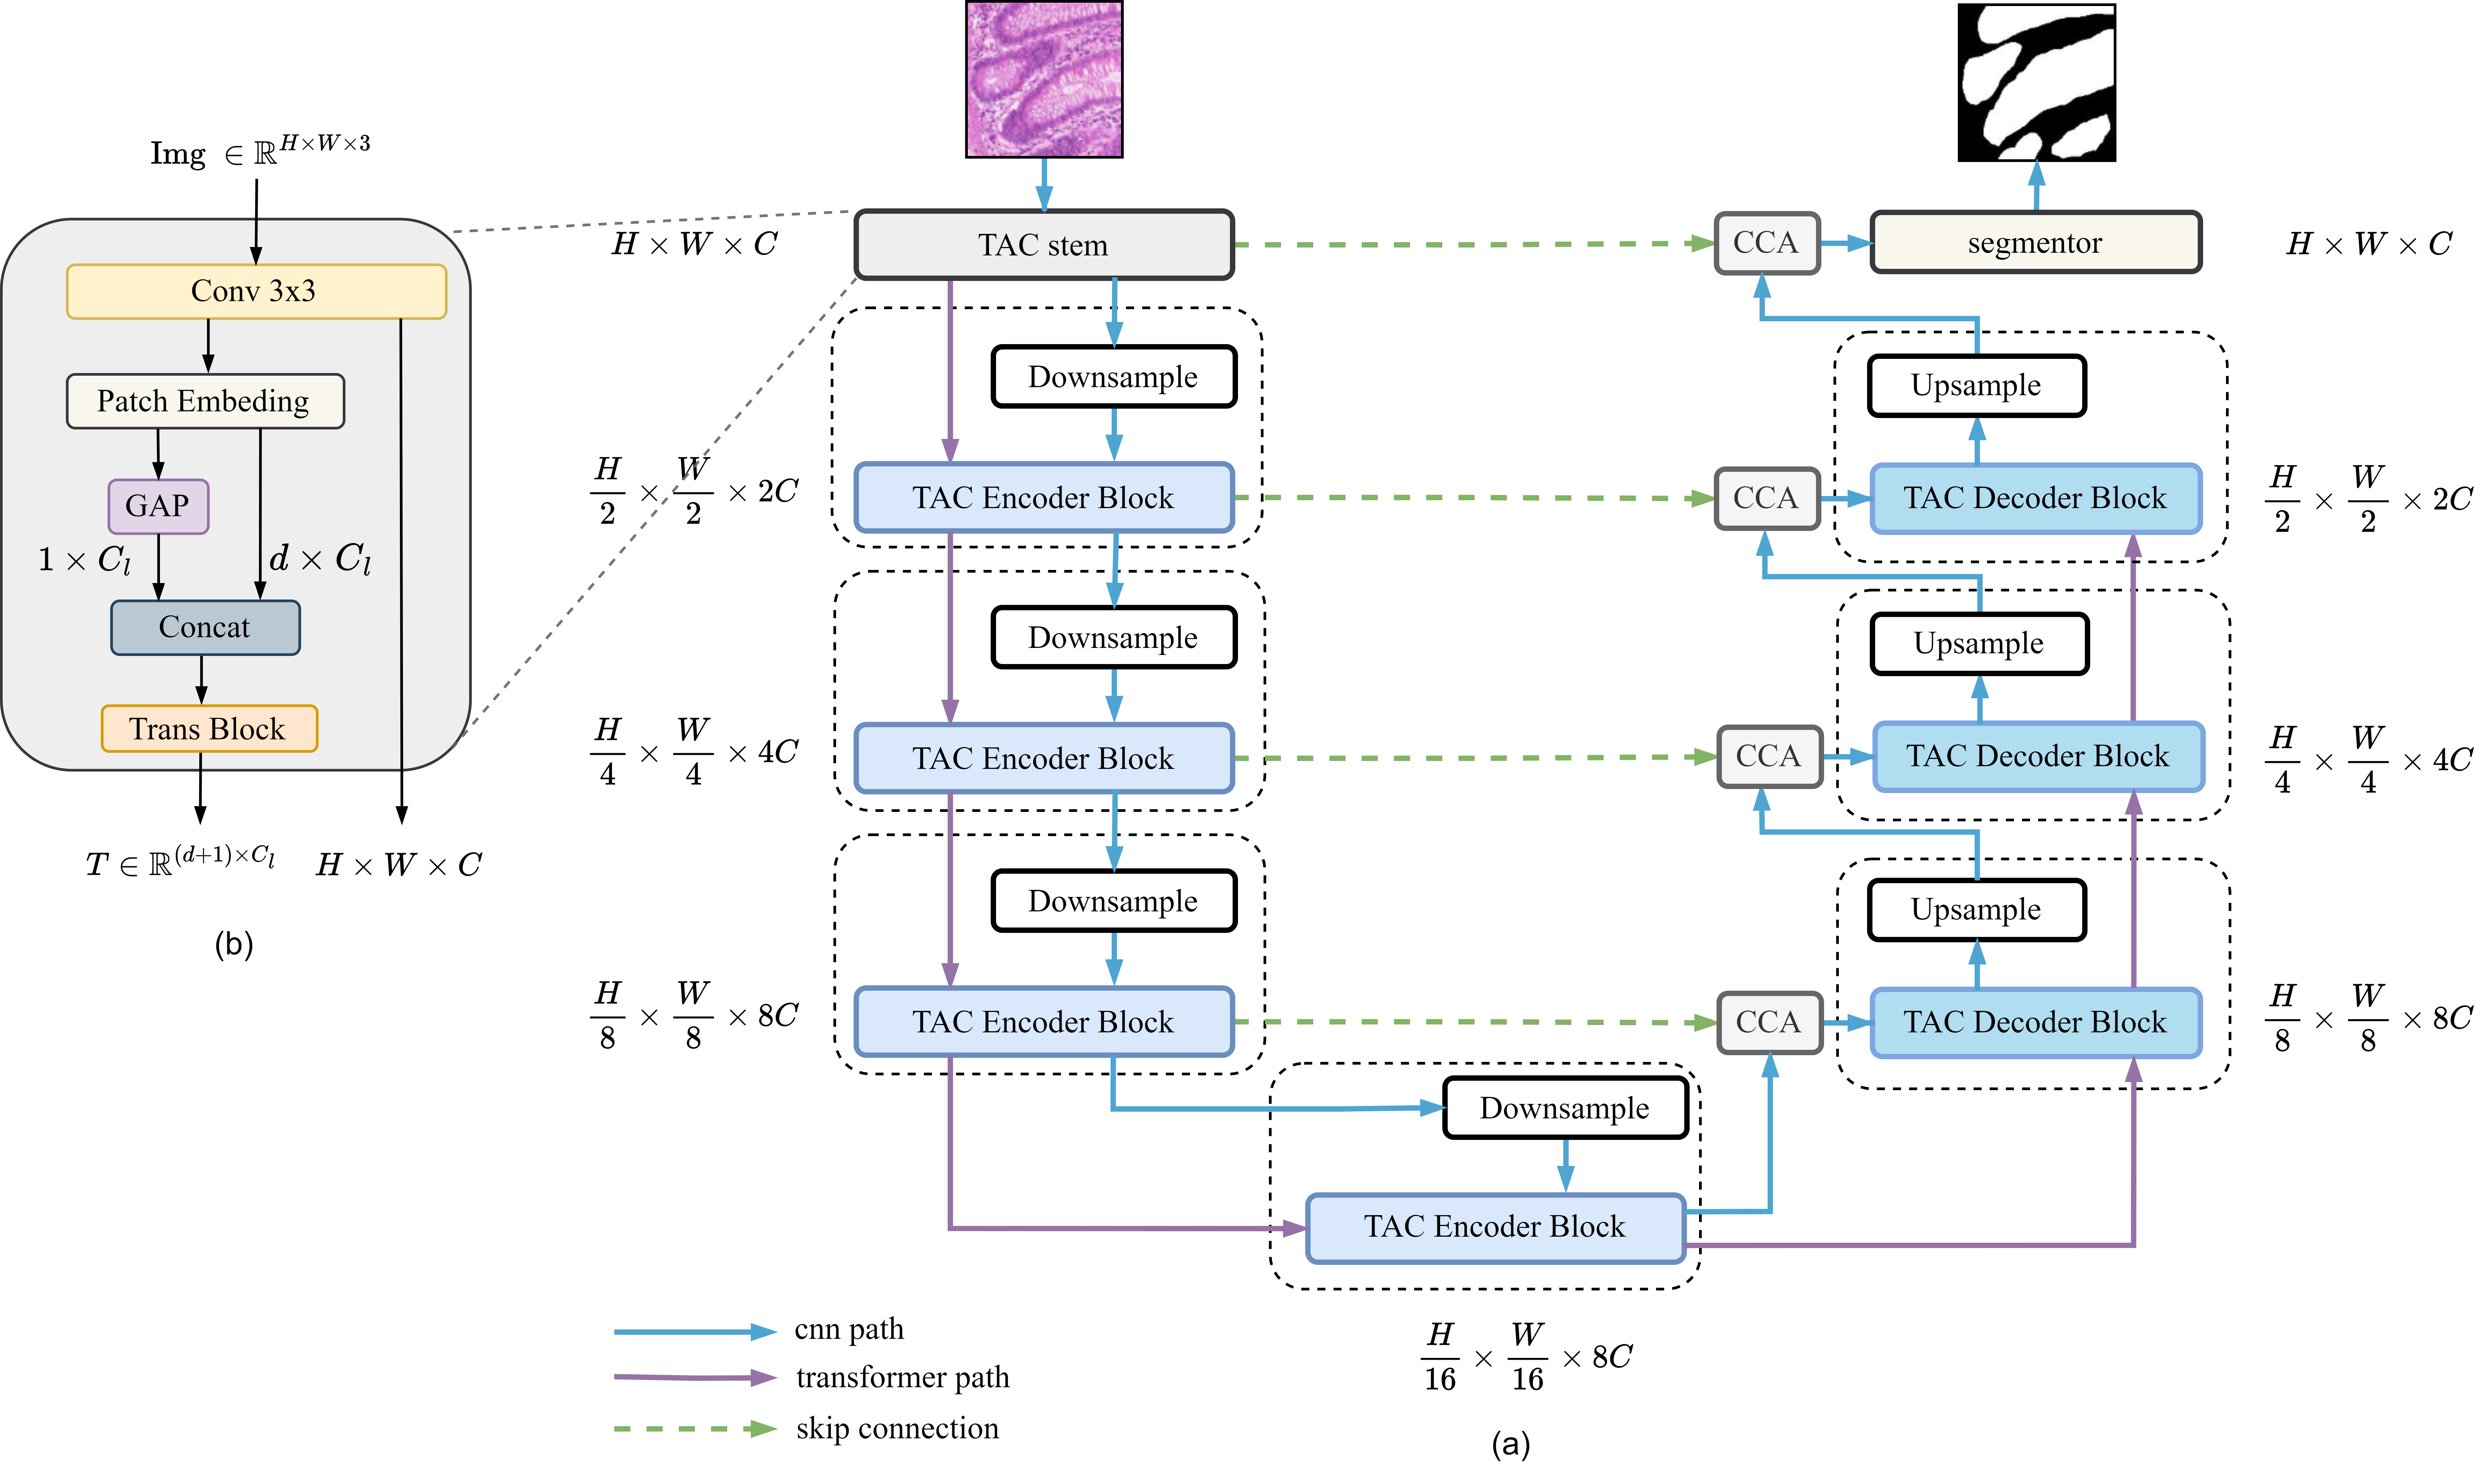 Img ∈ ℝ^{H×W×3}
Conv 3x3
Patch Embeding
GAP
1 × C_l
d × C_l
Concat
Trans Block
T ∈ ℝ^{(d+1)×C_l}
H × W × C
(b)
H × W × C
TAC stem
CCA
segmentor
H × W × C
Downsample
Upsample
H/2 × W/2 × 2C
TAC Encoder Block
CCA
TAC Decoder Block
H/2 × W/2 × 2C
Downsample
Upsample
H/4 × W/4 × 4C
TAC Encoder Block
CCA
TAC Decoder Block
H/4 × W/4 × 4C
Downsample
Upsample
H/8 × W/8 × 8C
TAC Encoder Block
CCA
TAC Decoder Block
H/8 × W/8 × 8C
Downsample
TAC Encoder Block
H/16 × W/16 × 8C
cnn path
transformer path
skip connection
(a)